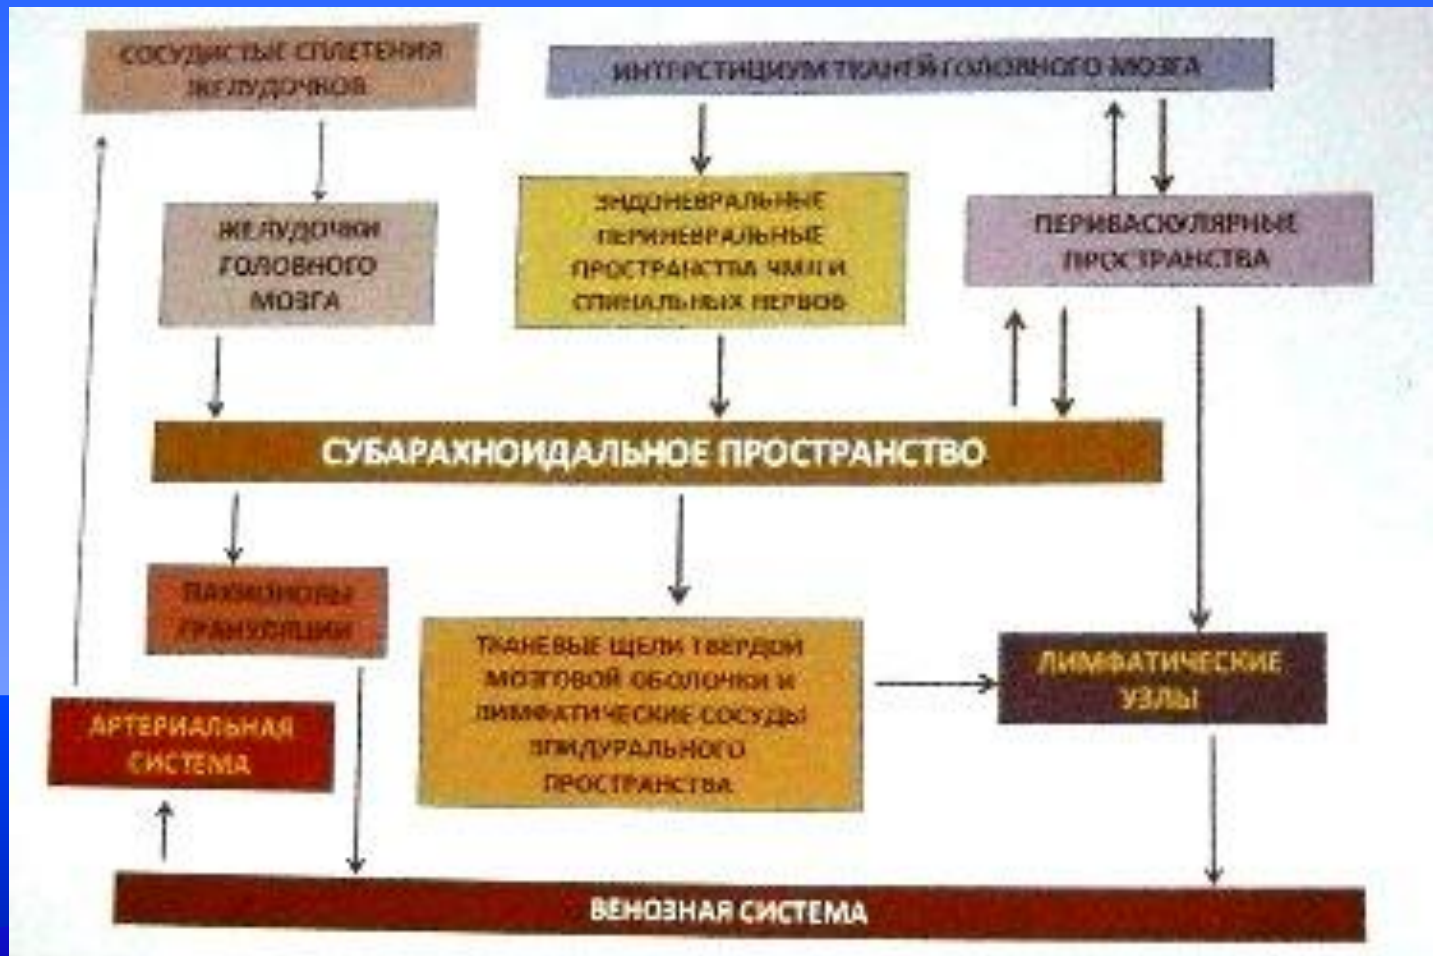 СОСУДИСТЫЕ СПЛЕТЕНИЯ
ЖЕЛУДОЧКОВ
ИНТЕРСТИЦИУМ ТКАНЕЙ ГОЛОВНОГО МОЗГА
ЖЕЛУДОЧКИ
ГОЛОВНОГО
МОЗГА
ЭНДОНЕВРАЛЬНЫЕ
ПЕРИНЕВРАЛЬНЫЕ
ПРОСТРАНСТВА ЧМН И
СПИНАЛЬНЫХ НЕРВОВ
ПЕРИВАСКУЛЯРНЫЕ
ПРОСТРАНСТВА
СУБАРАХНОИДАЛЬНОЕ ПРОСТРАНСТВО
ПАХИОНОВЫ
ГРАНУЛЯЦИИ
ТКАНЕВЫЕ ЩЕЛИ ТВЕРДОЙ
МОЗГОВОЙ ОБОЛОЧКИ И
ЛИМФАТИЧЕСКИЕ СОСУДЫ
ЭПИДУРАЛЬНОГО
ПРОСТРАНСТВА
ЛИМФАТИЧЕСКИЕ
УЗЛЫ
АРТЕРИАЛЬНАЯ
СИСТЕМА
ВЕНОЗНАЯ СИСТЕМА